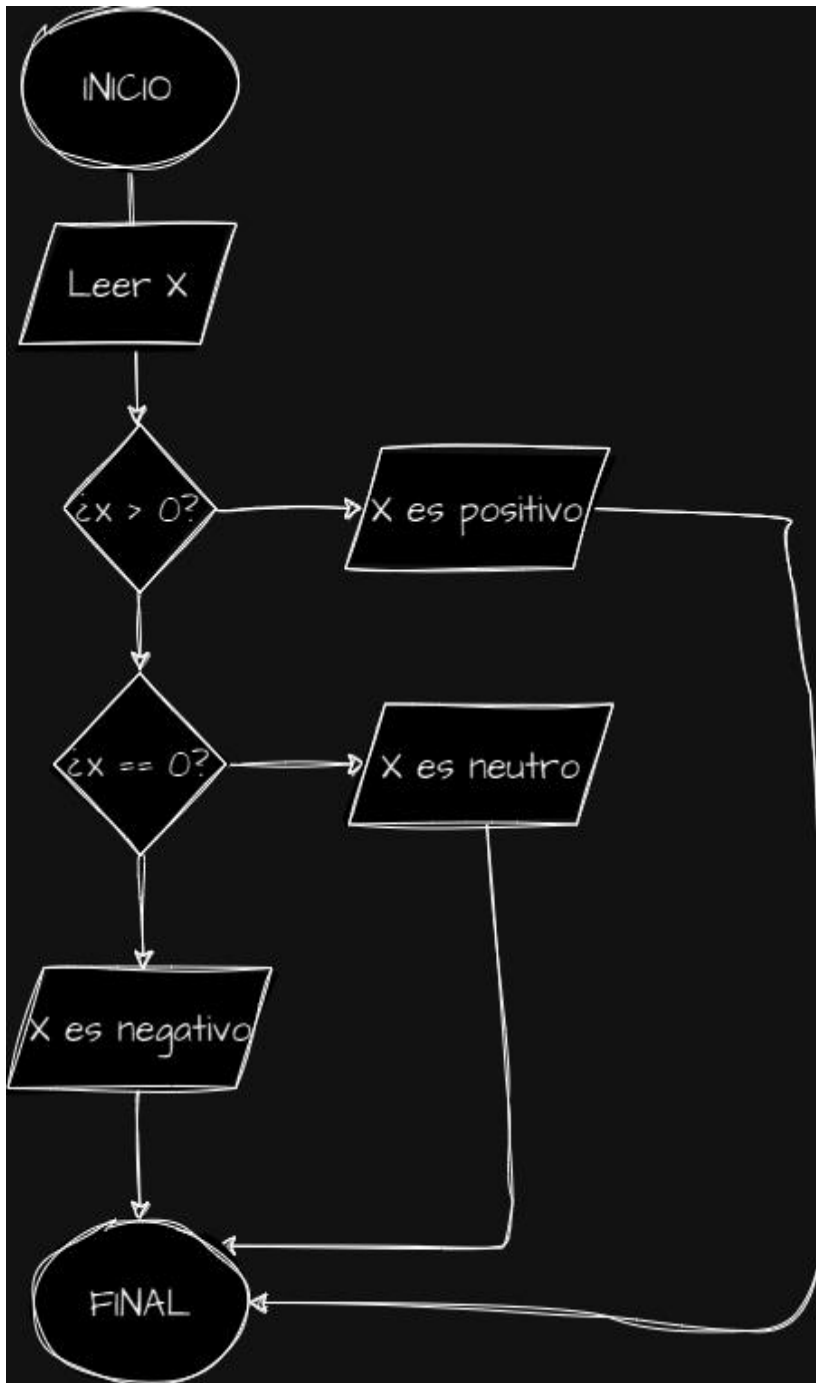 INICIO
Leer X
¿x > 0?
X es positivo
¿x == 0?
X es neutro
X es negativo
FINAL